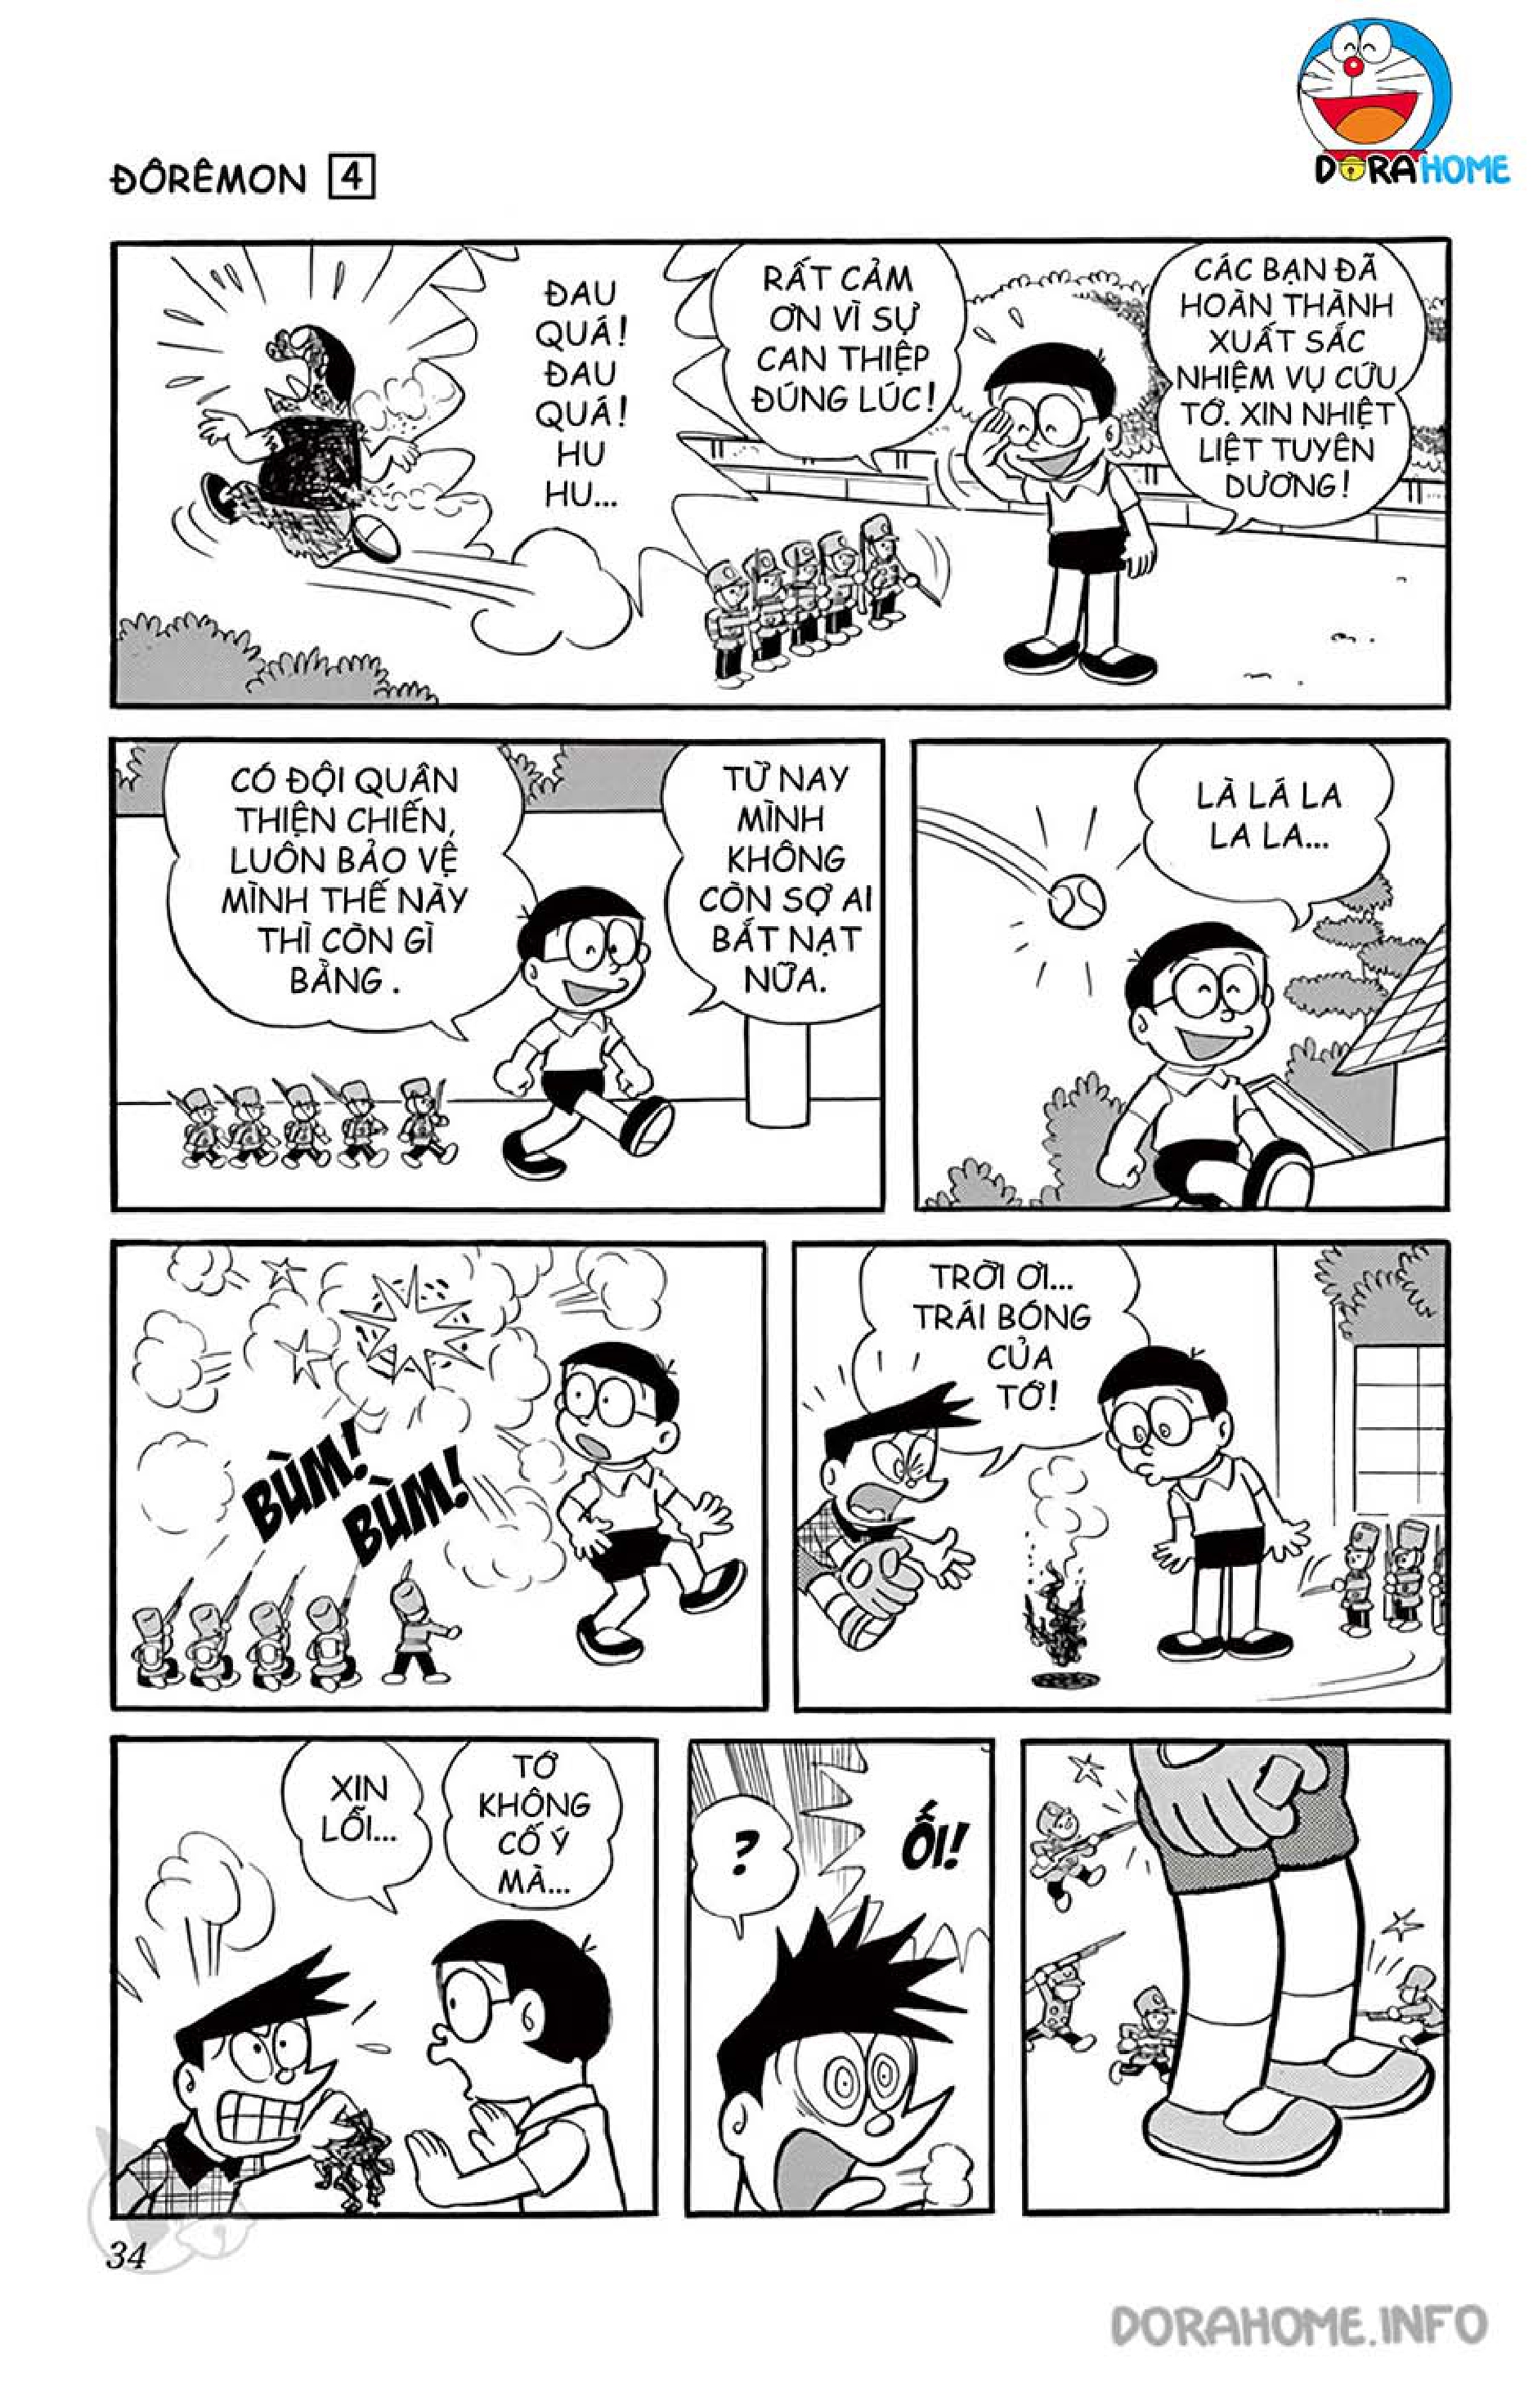 DORAHOME
ĐÔRÊMON 4
CÁC BẠN ĐÃ
HOÀN THÀNH
XUẤT SẮC
NHIỆM VỤ CỨU
TỚ. XIN NHIỆT
LIỆT TUYÊN
DƯƠNG!
RẤT CẢM
ƠN VÌ SỰ
CAN THIỆP
ĐÚNG LÚC!
ĐAU
QUÁ!
ĐAU
QUÁ!
HU
HU...
LÀ LÁ LA
LA LA...
TỪ NAY
MÌNH
KHÔNG
CÒN SỢ AI
BẮT NẠT
NỮA.
CÓ ĐỘI QUÂN
THIỆN CHIẾN,
LUÔN BẢO VỆ
MÌNH THẾ NÀY
THÌ CÒN GÌ
BẰNG.
TRỜI ƠI...
TRÁI BÓNG
CỦA
TỚ!
BÙM!
BÙM!
ỐI!
?
TỚ
KHÔNG
CỐ Ý
MÀ...
XIN
LỖI...
34
DORAHOME.INFO